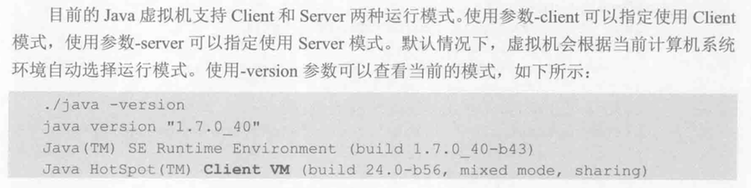 目前的 Java 虚拟机支持 Client 和 Server 两种运行模式。使用参数-client 可以指定使用 Client
模式，使用参数-server 可以指定使用 Server 模式。默认情况下，虚拟机会根据当前计算机系统
环境自动选择运行模式。使用-version 参数可以查看当前的模式，如下所示：
./java -version
java version "1.7.0_40"
Java(TM) SE Runtime Environment (build 1.7.0_40-b43)
Java HotSpot(TM) Client VM (build 24.0-b56, mixed mode, sharing)